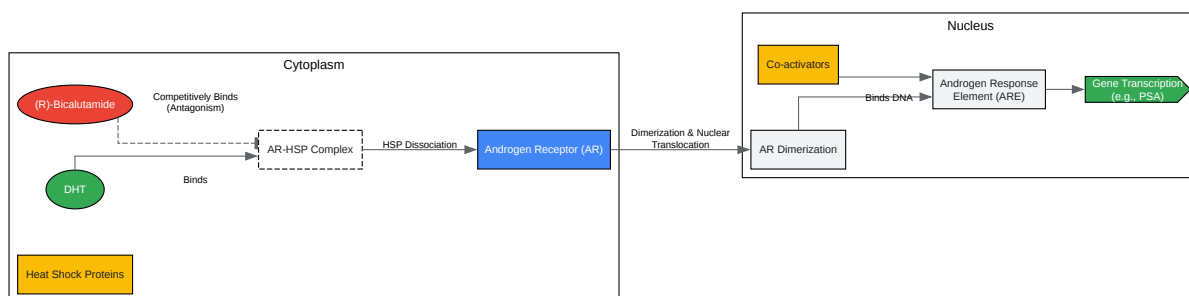 Cytoplasm
(R)-Bicalutamide
Competitively Binds
(Antagonism)
AR-HSP Complex
DHT
Binds
HSP Dissociation
Androgen Receptor (AR)
Heat Shock Proteins
Dimerization & Nuclear
Translocation
Nucleus
Co-activators
Binds DNA
AR Dimerization
Androgen Response
Element (ARE)
Gene Transcription
(e.g., PSA)